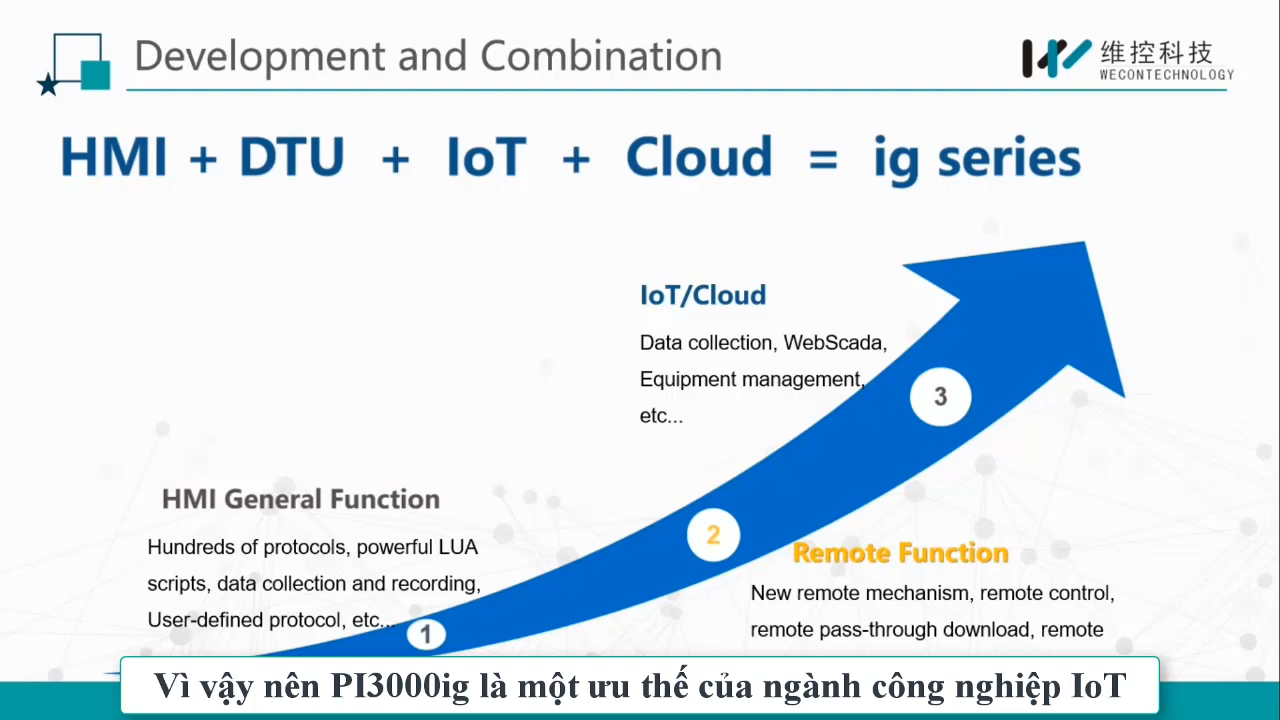 Development and Combination
维控科技
WECONTECHNOLOGY
HMI + DTU + IoT + Cloud = ig series
IoT/Cloud
Data collection, WebScada,
Equipment management,
etc...
3
HMI General Function
Hundreds of protocols, powerful LUA
scripts, data collection and recording,
User-defined protocol, etc...
1
2
Remote Function
New remote mechanism, remote control,
remote pass-through download, remote
Vì vậy nên PI3000ig là một ưu thế của ngành công nghiệp IoT